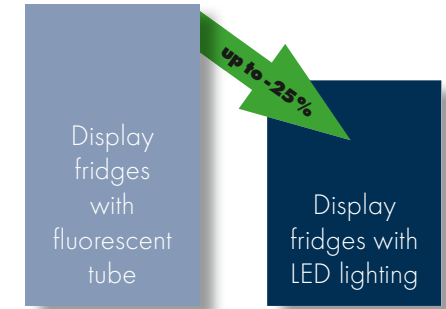 up to -25%
Display
fridges
with
fluorescent
tube
Display
fridges with
LED lighting